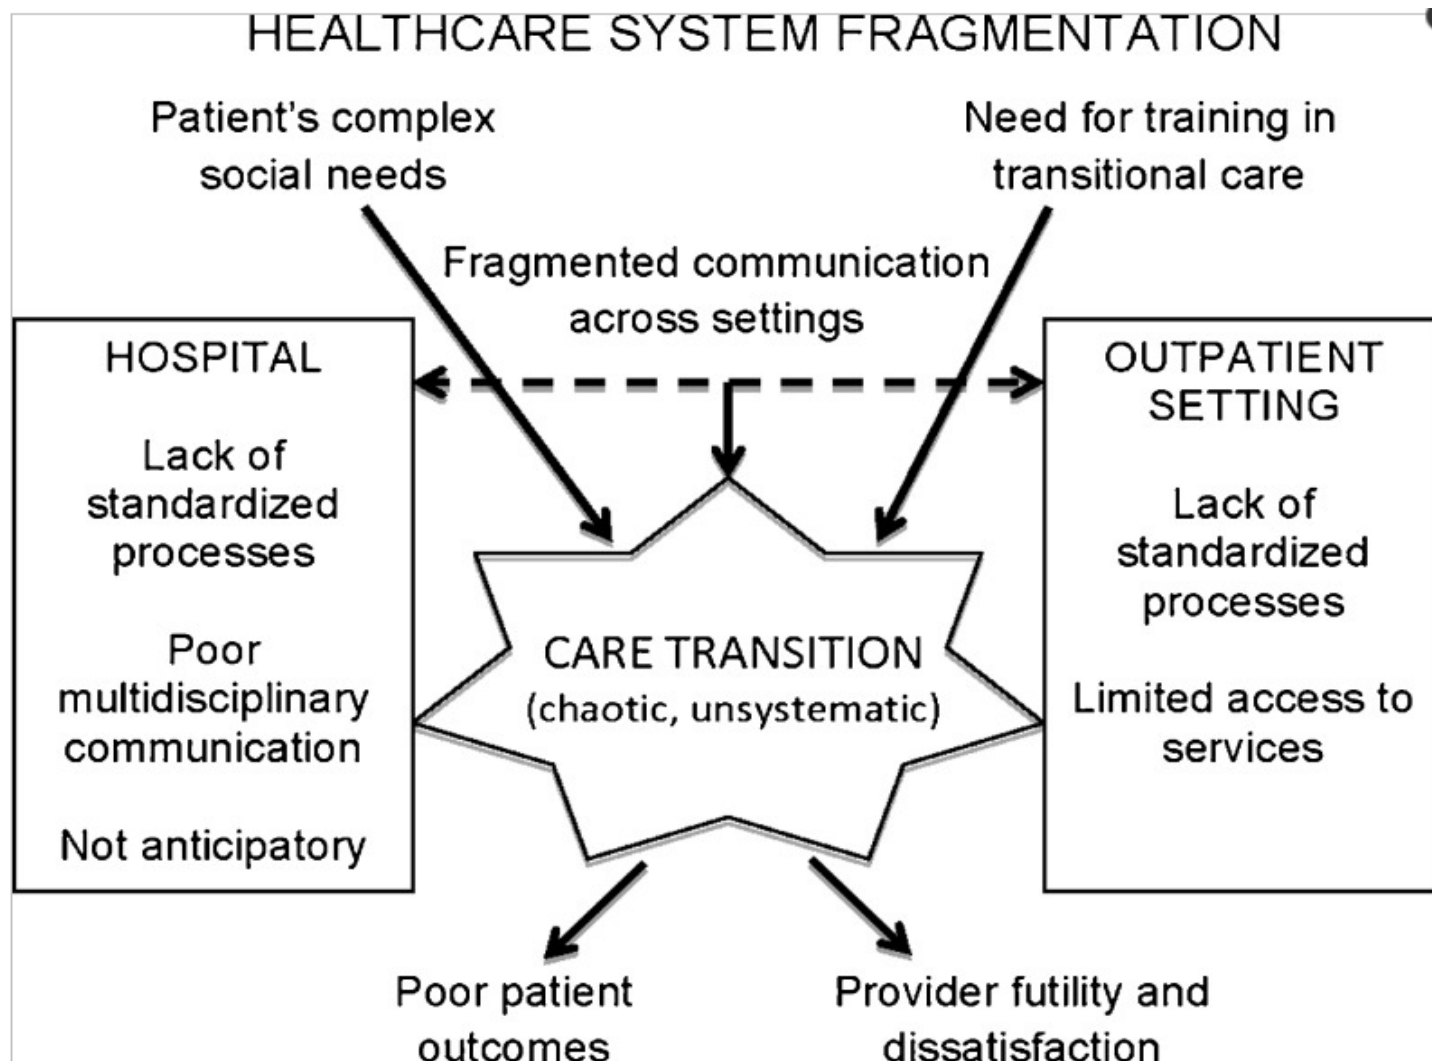 HEALTHCARE SYSTEM FRAGMENTATION
Patient's complex
social needs
Need for training in
transitional care
Fragmented communication
across settings
HOSPITAL
Lack of
standardized
processes
Poor
multidisciplinary
communication
Not anticipatory
OUTPATIENT
SETTING
Lack of
standardized
processes
Limited access to
services
CARE TRANSITION
(chaotic, unsystematic)
Poor patient
outcomes
Provider futility and
dissatisfaction